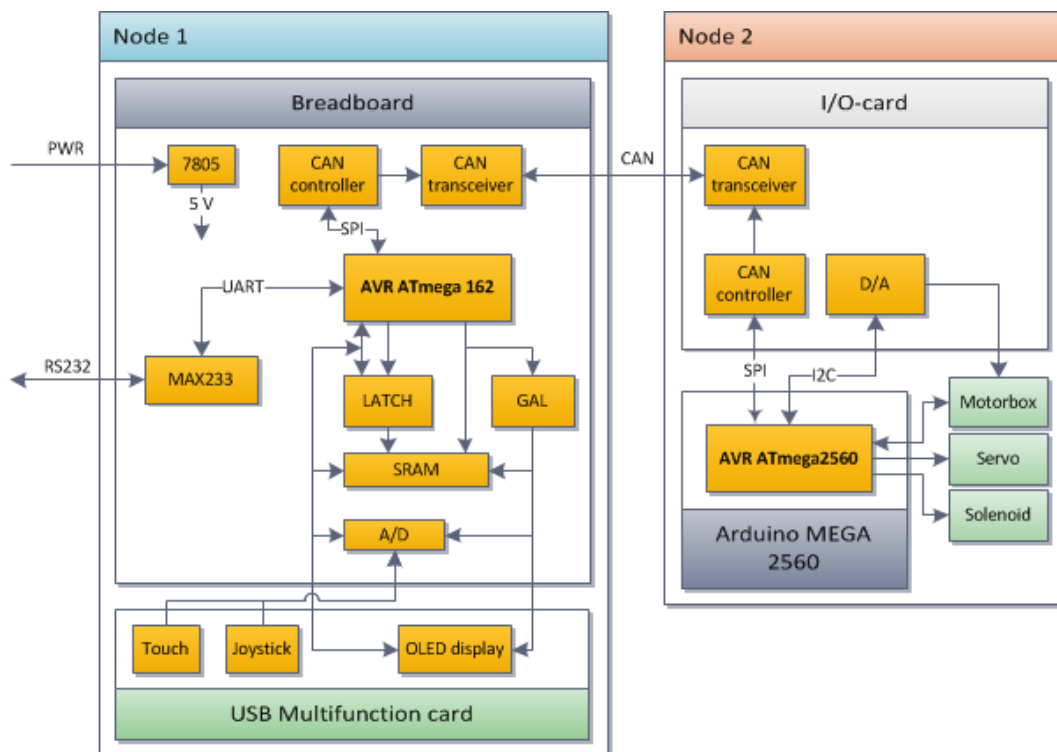 Node 1
Node 2
Breadboard
I/O-card
PWR
7805
CAN
controller
CAN
transceiver
CAN
CAN
transceiver
5 V
SPI
AVR ATmega 162
CAN
controller
D/A
UART
RS232
MAX233
LATCH
GAL
SPI
I2C
Motorbox
SRAM
AVR ATmega2560
Servo
Solenoid
A/D
Arduino MEGA
2560
Touch
Joystick
OLED display
USB Multifunction card